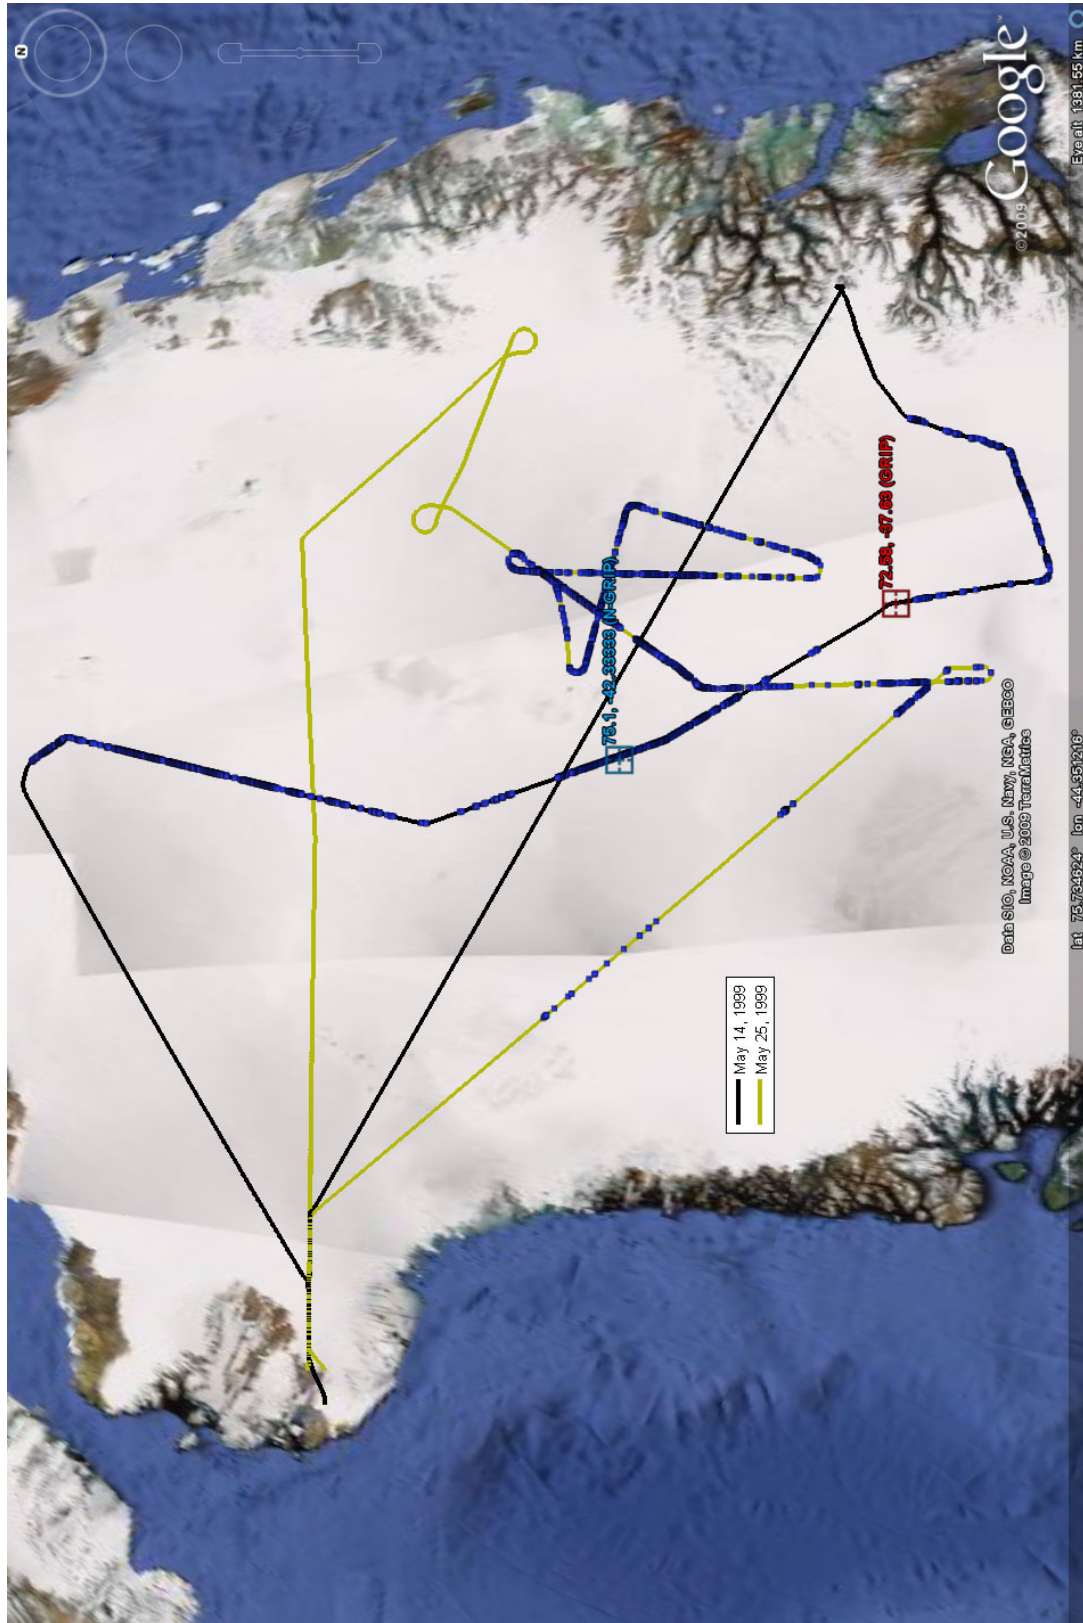 N
75.1, -42.33333 (N-GRIP)
72.58, -37.63 (GRIP)
May 14, 1999
May 25, 1999
Data SIO, NOAA, U.S. Navy, NGA, GEBCO
Image © 2009 TerraMetrics
©2009 Google™
lat 75.734624° lon -44.351216°
Eye alt 1381.55 km